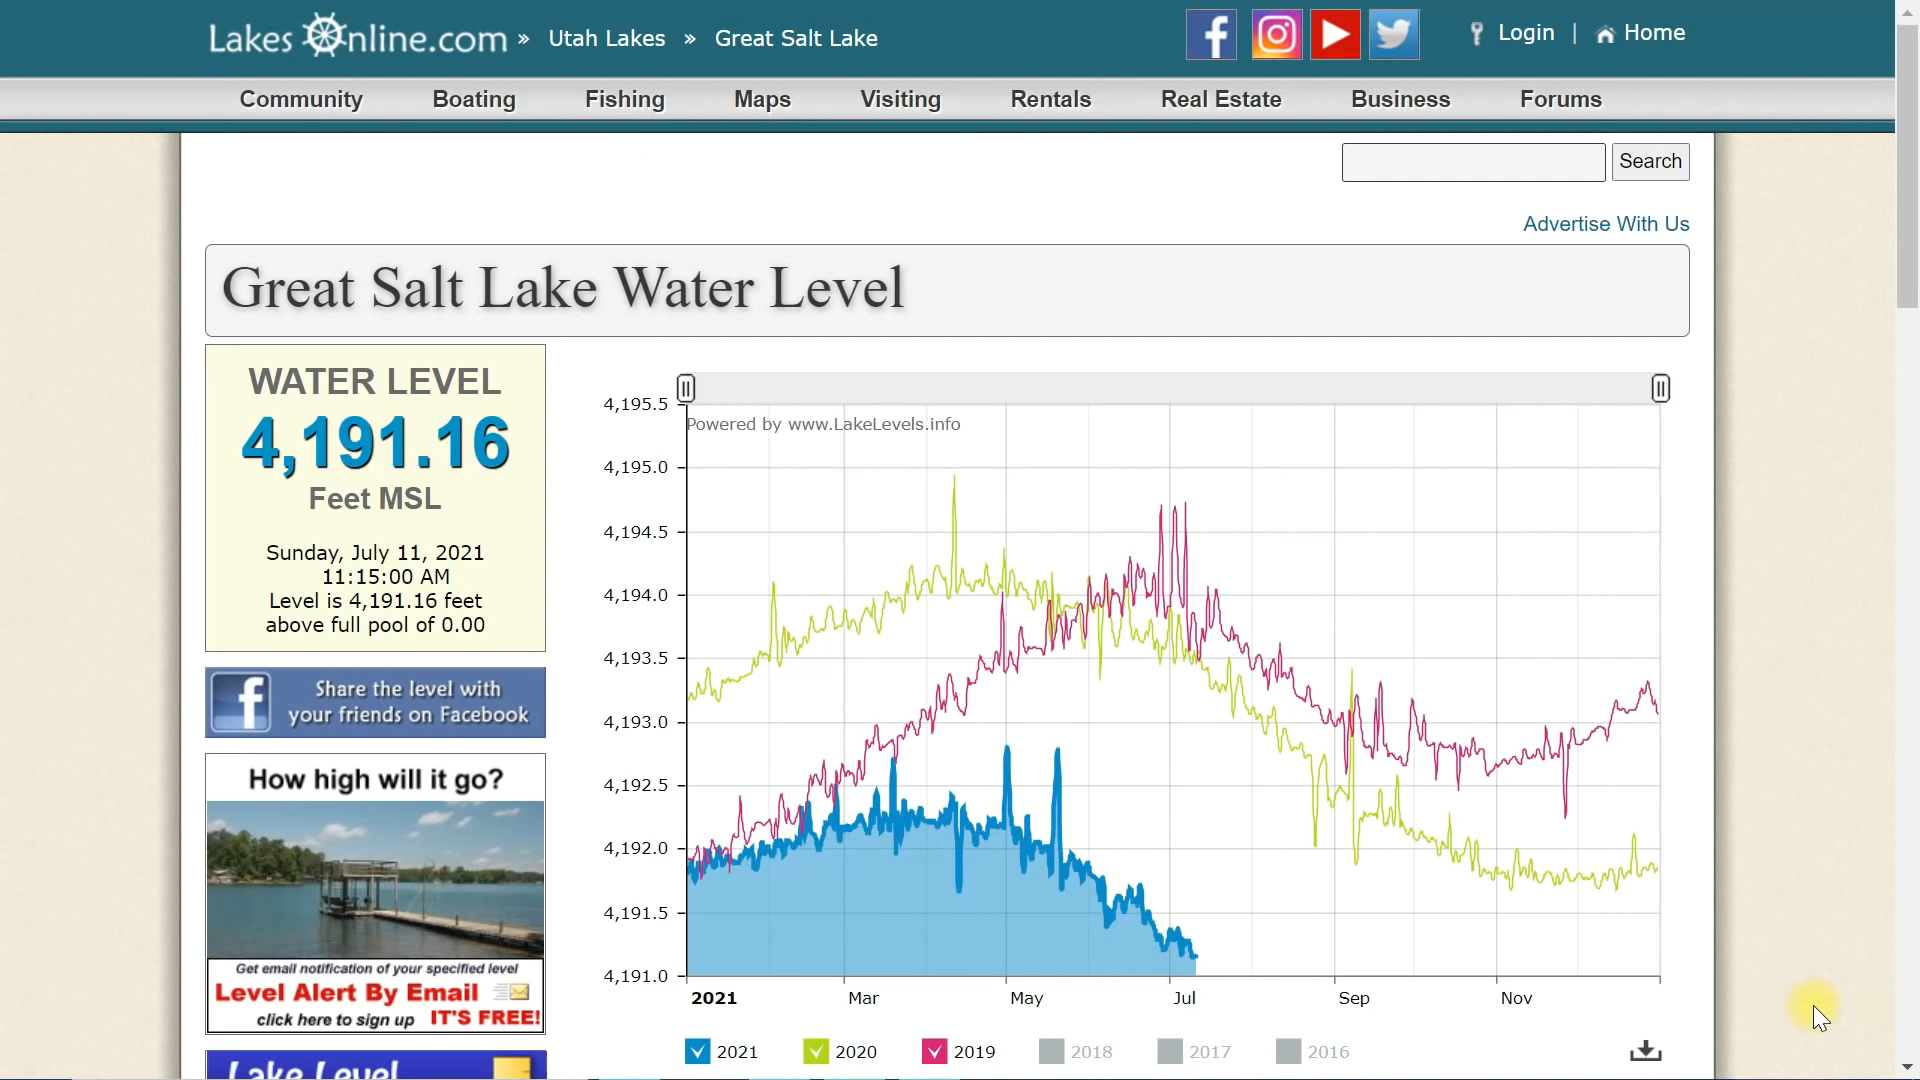 LakesOnline.com » Utah Lakes » Great Salt Lake
Login | Home
Community Boating Fishing Maps Visiting Rentals Real Estate Business Forums
Search
Advertise With Us
Great Salt Lake Water Level
WATER LEVEL
4,191.16
Feet MSL
Sunday, July 11, 2021
11:15:00 AM
Level is 4,191.16 feet
above full pool of 0.00
Share the level with
your friends on Facebook
How high will it go?
Get email notification of your specified level
Level Alert By Email
click here to sign up IT'S FREE!
Lake Level
Powered by www.LakeLevels.info
4,195.5
4,195.0
4,194.5
4,194.0
4,193.5
4,193.0
4,192.5
4,192.0
4,191.5
4,191.0
2021 Mar May Jul Sep Nov
2021 2020 2019 2018 2017 2016